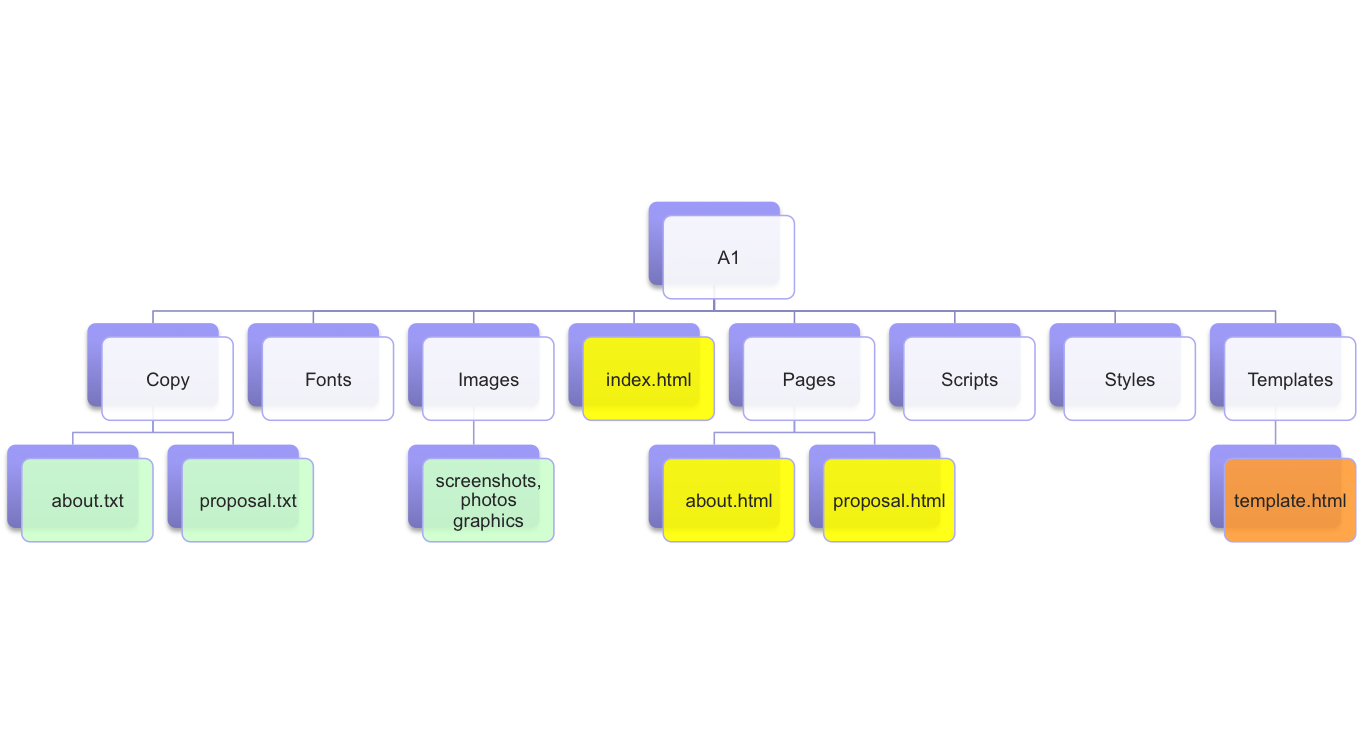 A1
Copy
Fonts
Images
index.html
Pages
Scripts
Styles
Templates
about.txt
proposal.txt
screenshots,
photos
graphics
about.html
proposal.html
template.html